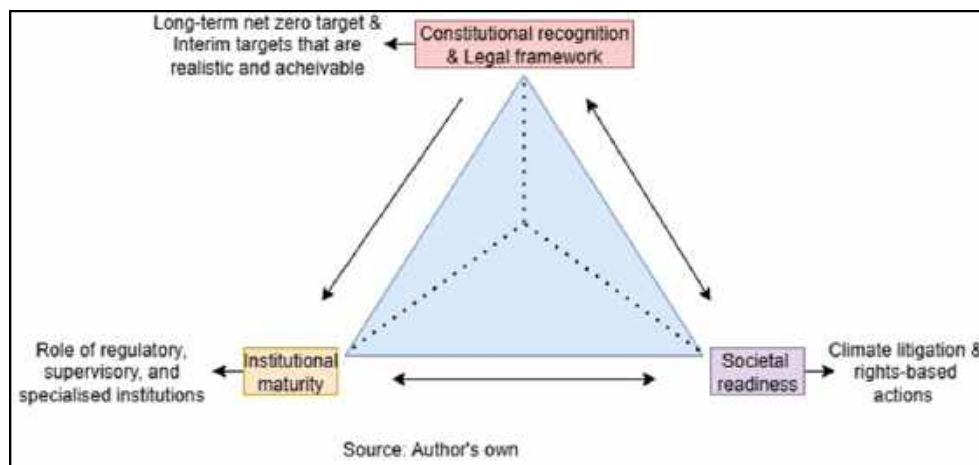 Long-term net zero target &
Interim targets that are
realistic and acheivable
Constitutional recognition
& Legal framework
Role of regulatory,
supervisory, and
specialised institutions
Institutional
maturity
Societal
readiness
Climate litigation &
rights-based
actions
Source: Author's own